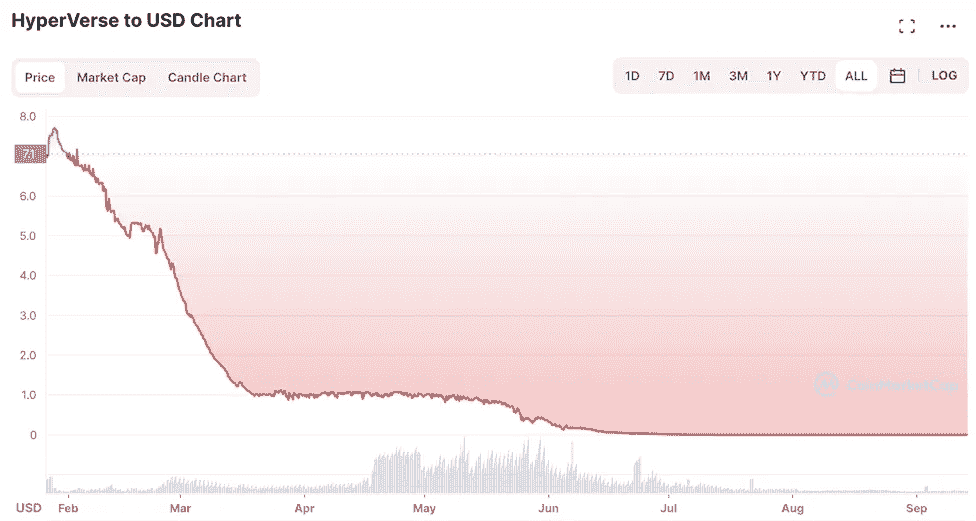 HyperVerse to USD Chart
Price Market Cap Candle Chart
1D 7D 1M 3M 1Y YTD ALL LOG
8.0
6.0
5.0
4.0
3.0
2.0
1.0
0
USD Feb Mar Apr May Jun Jul Aug Sep